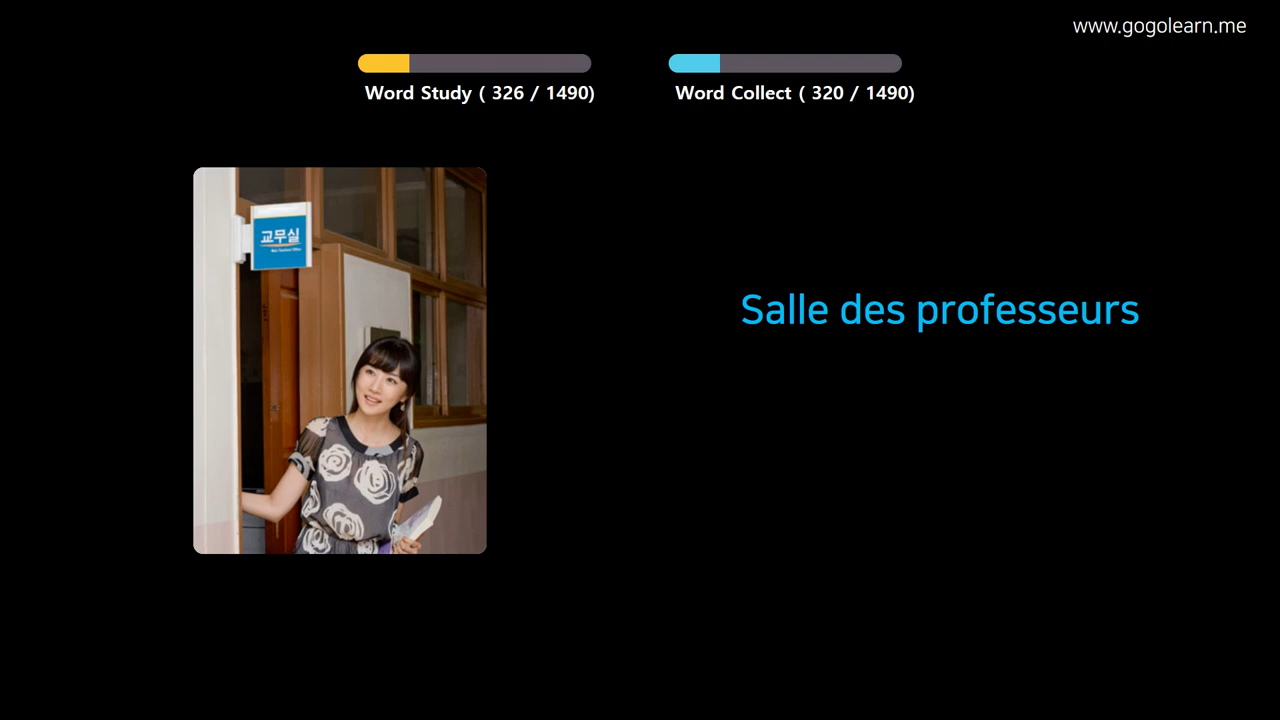 www.gogolearn.me
Word Study ( 326 / 1490)
Word Collect ( 320 / 1490)
교무실
Salle des professeurs